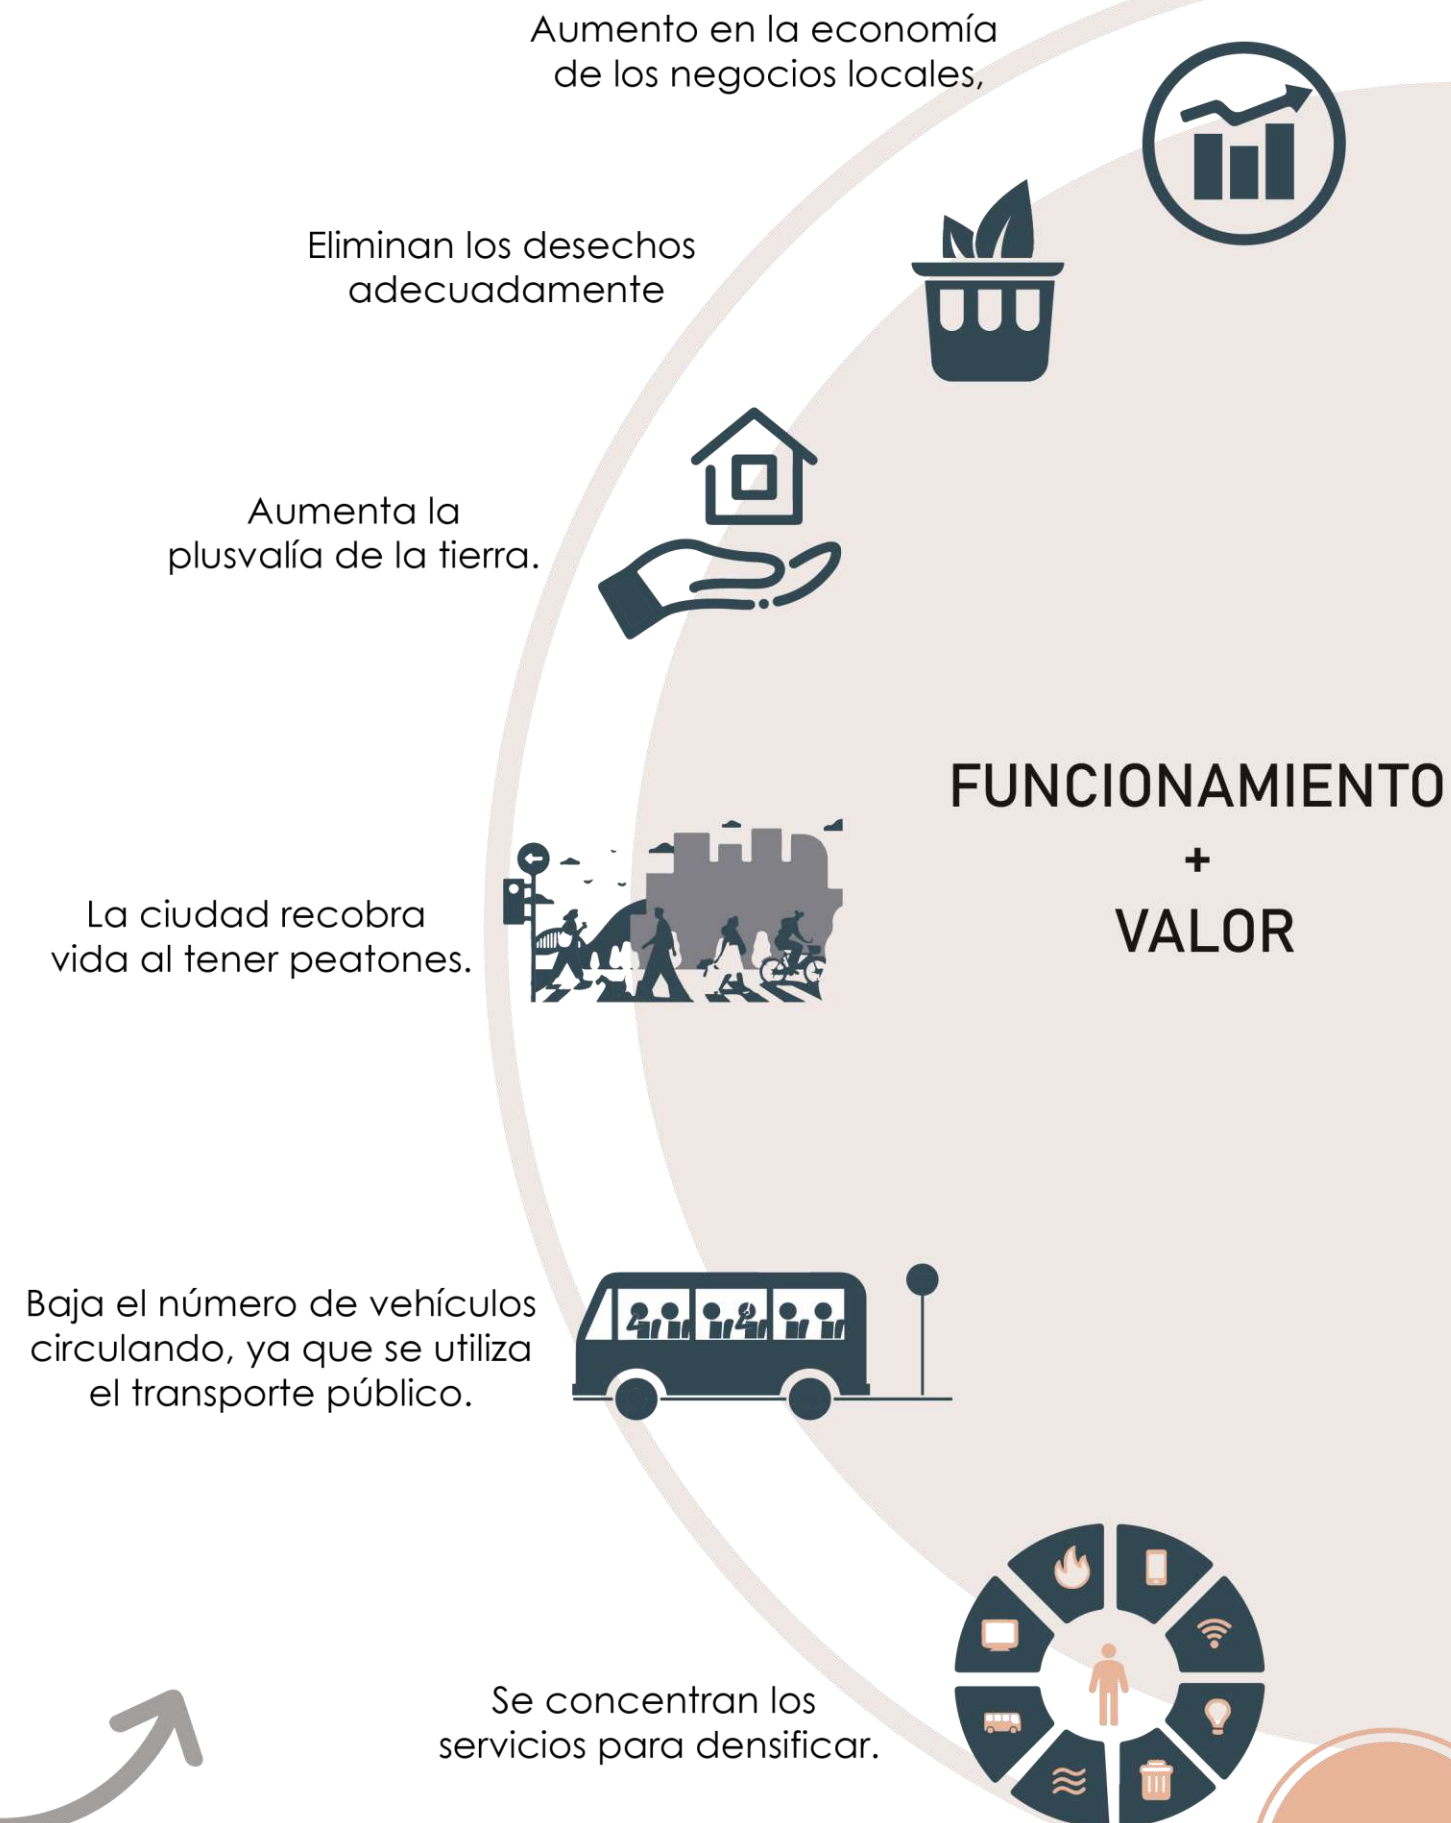 Aumento en la economía
de los negocios locales,
Eliminan los desechos
adecuadamente
Aumenta la
plusvalía de la tierra.
FUNCIONAMIENTO
+
VALOR
La ciudad recobra
vida al tener peatones.
Baja el número de vehículos
circulando, ya que se utiliza
el transporte público.
Se concentran los
servicios para densificar.